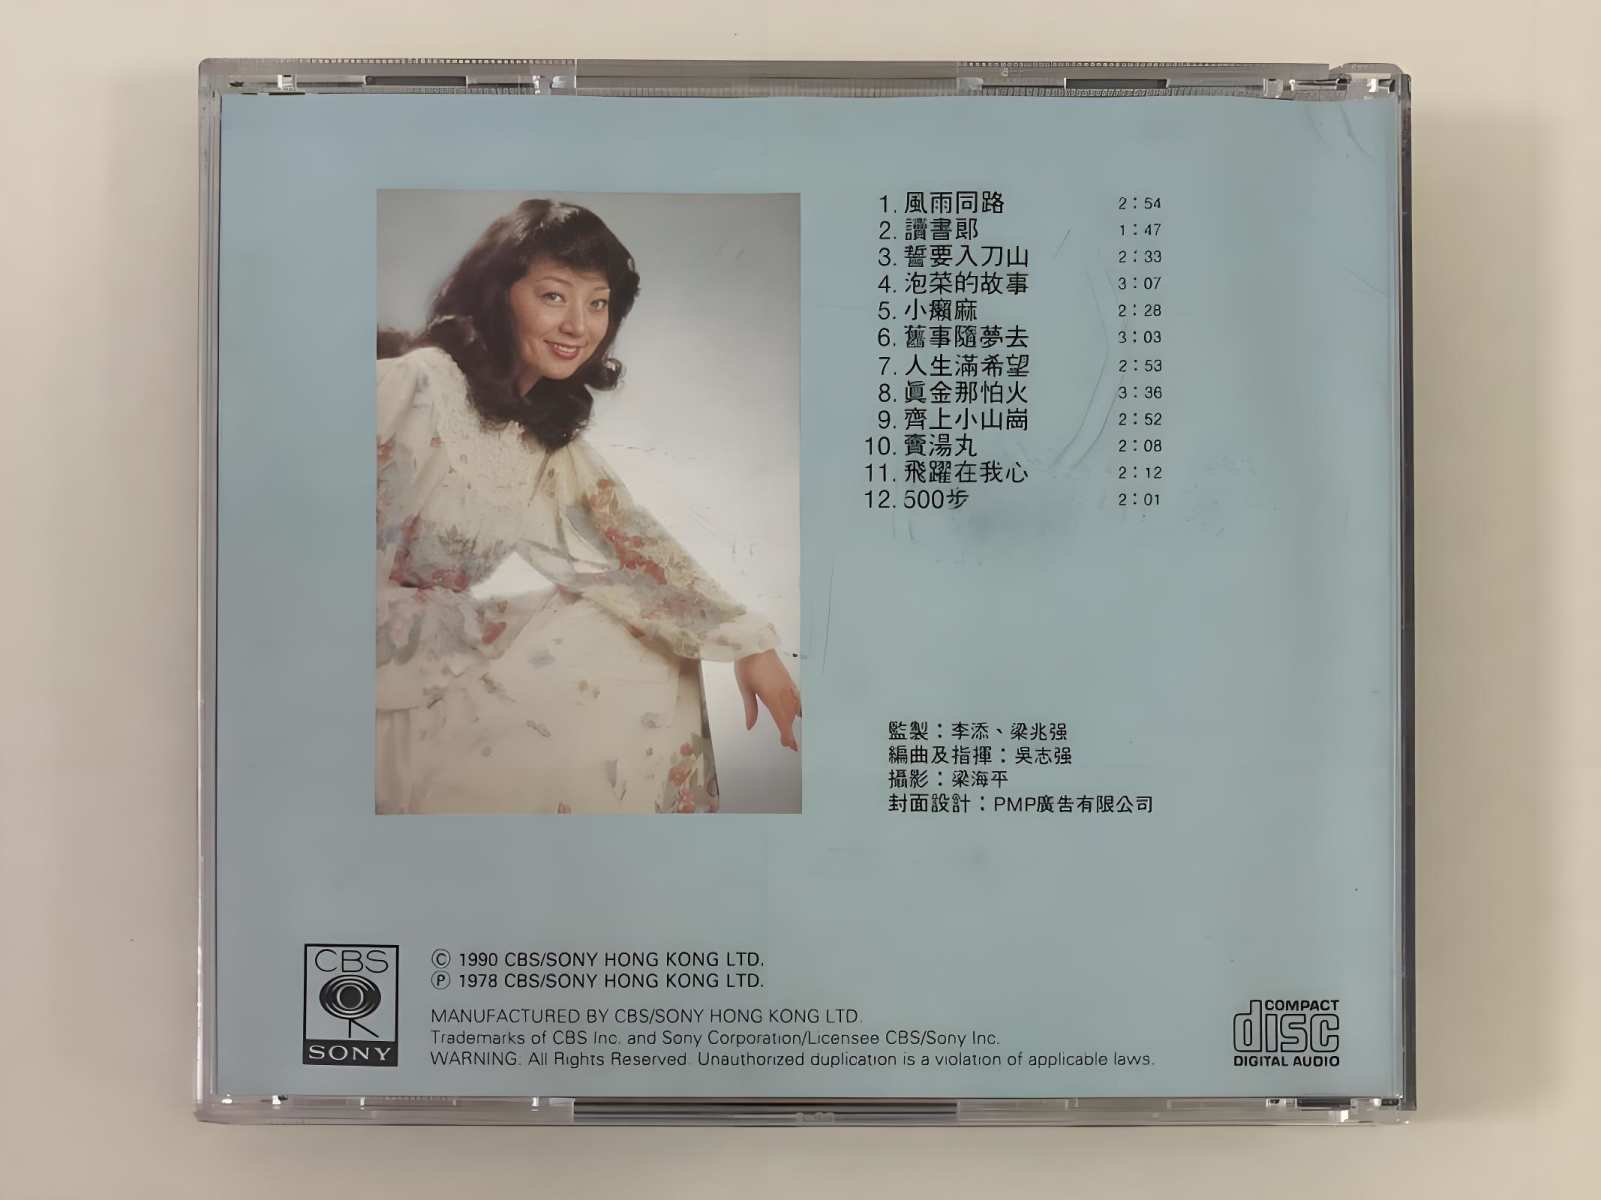 1. 風雨同路 2:54
2. 讀書郞 1:47
3. 誓要入刀山 2:33
4. 泡菜的故事 3:07
5. 小癩麻 2:28
6. 舊事隨夢去 3:03
7. 人生滿希望 2:53
8. 眞金那怕火 3:36
9. 齊上小山崗 2:52
10. 賣湯丸 2:08
11. 飛躍在我心 2:12
12. 500步 2:01
監製：李添、梁兆强
編曲及指揮：吳志强
攝影：梁海平
封面設計：PMP廣告有限公司
CBS
SONY
Ⓒ 1990 CBS/SONY HONG KONG LTD.
Ⓟ 1978 CBS/SONY HONG KONG LTD.
MANUFACTURED BY CBS/SONY HONG KONG LTD.
Trademarks of CBS Inc. and Sony Corporation/Licensee CBS/Sony Inc.
WARNING. All Rights Reserved. Unauthorized duplication is a violation of applicable laws.
COMPACT
disc
DIGITAL AUDIO